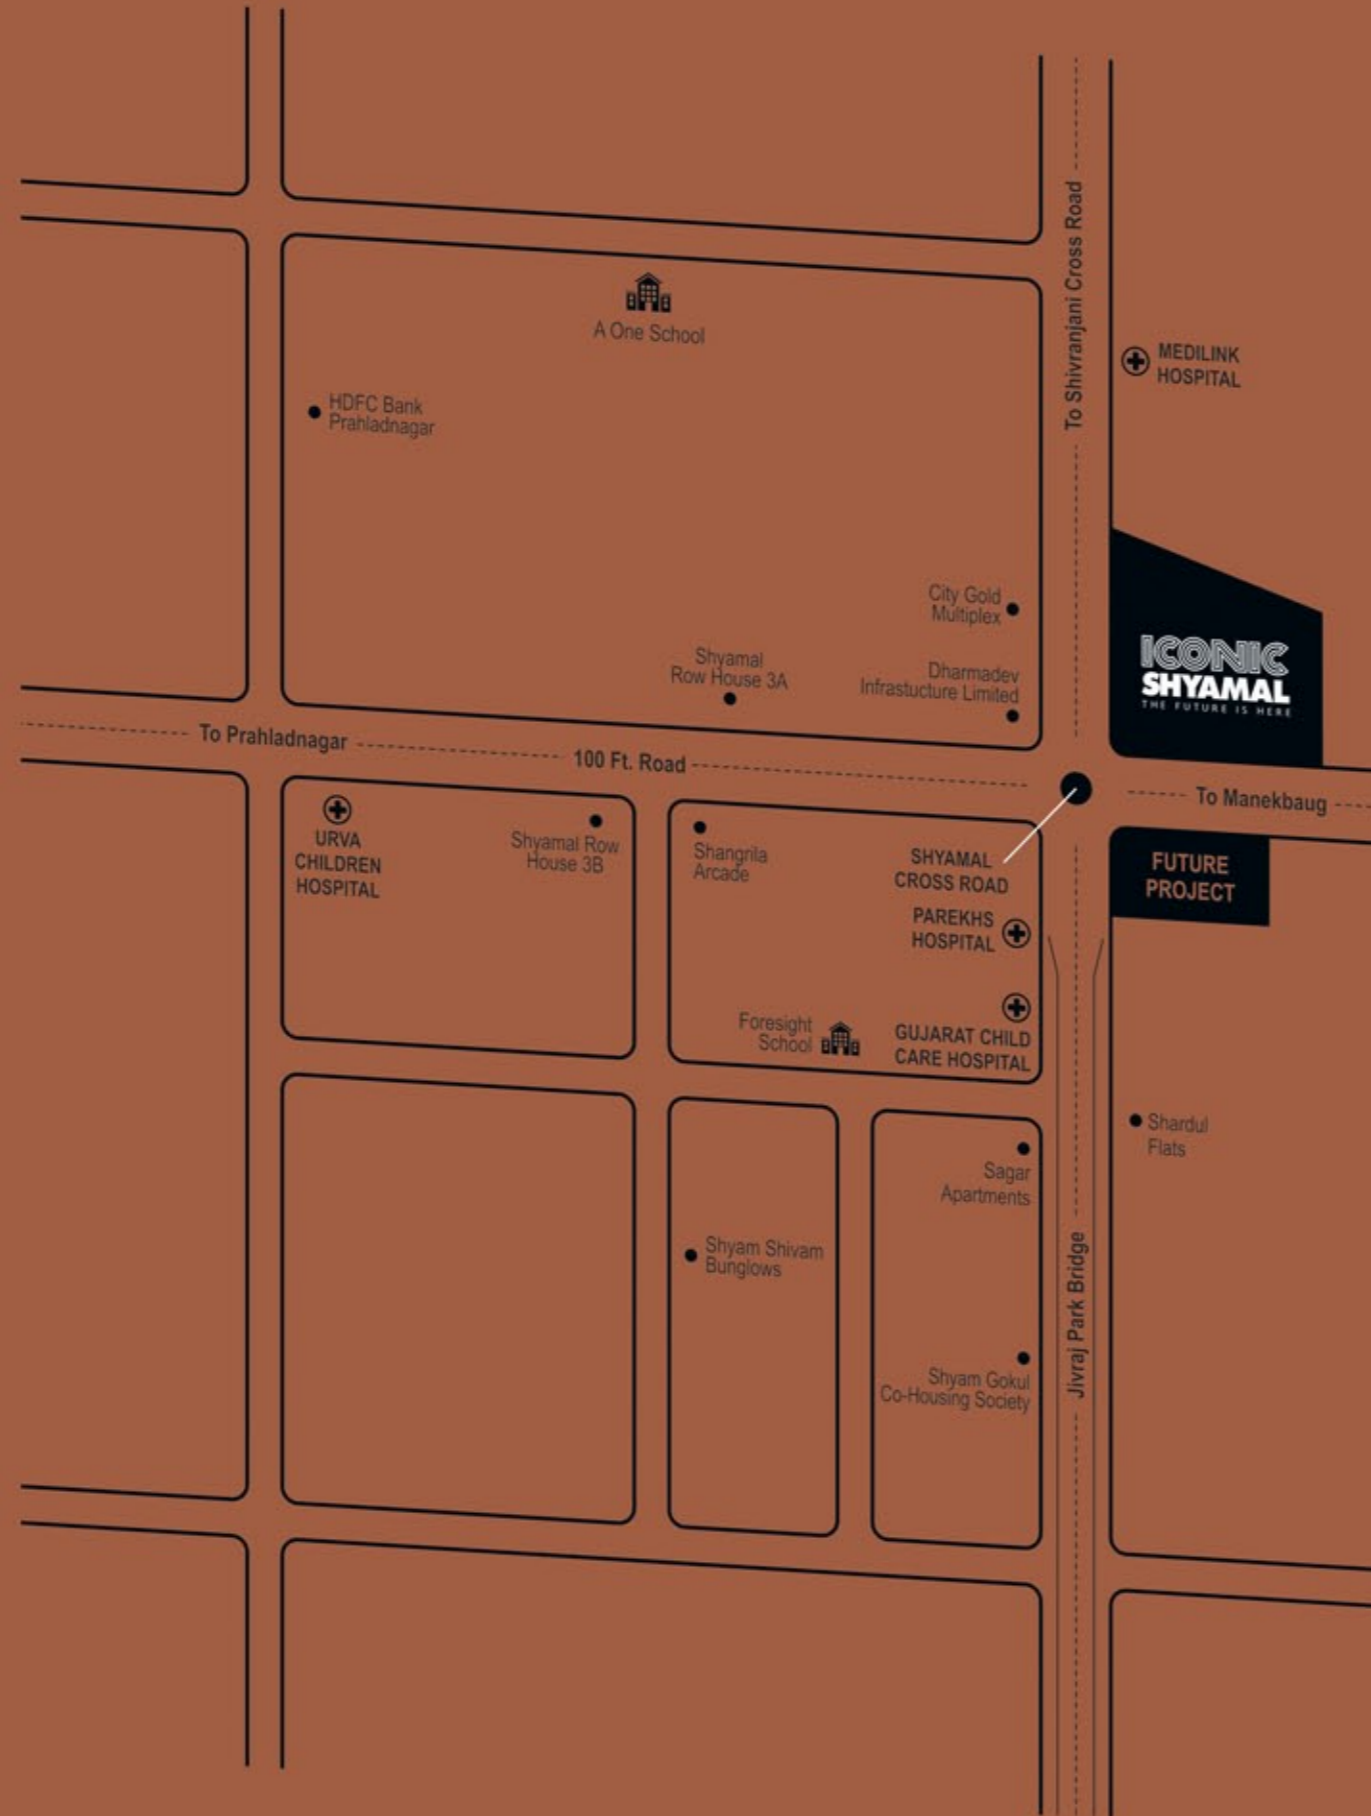 To Shivranjani Cross Road
A One School
MEDILINK
HOSPITAL
HDFC Bank
Prahladnagar
City Gold
Multiplex
Shyamal
Row House 3A
Dharmadev
Infrastucture Limited
ICONIC
SHYAMAL
THE FUTURE IS HERE
To Prahladnagar
100 Ft. Road
To Manekbaug
URVA
CHILDREN
HOSPITAL
Shyamal Row
House 3B
Shangrila
Arcade
SHYAMAL
CROSS ROAD
FUTURE
PROJECT
PAREKHS
HOSPITAL
Foresight
School
GUJARAT CHILD
CARE HOSPITAL
Shardul
Flats
Sagar
Apartments
Shyam Shivam
Bunglows
Jivraj Park Bridge
Shyam Gokul
Co-Housing Society